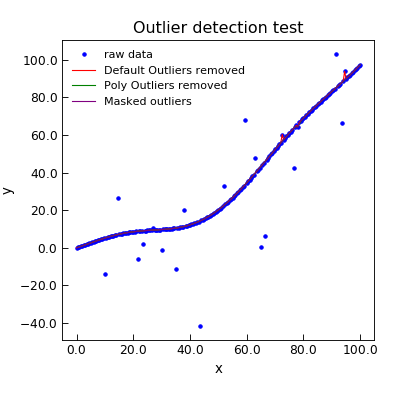 Outlier detection test
raw data
Default Outliers removed
Poly Outliers removed
Masked outliers
100.0
80.0
60.0
40.0
20.0
0.0
−20.0
−40.0
y
0.0 20.0 40.0 60.0 80.0 100.0
x